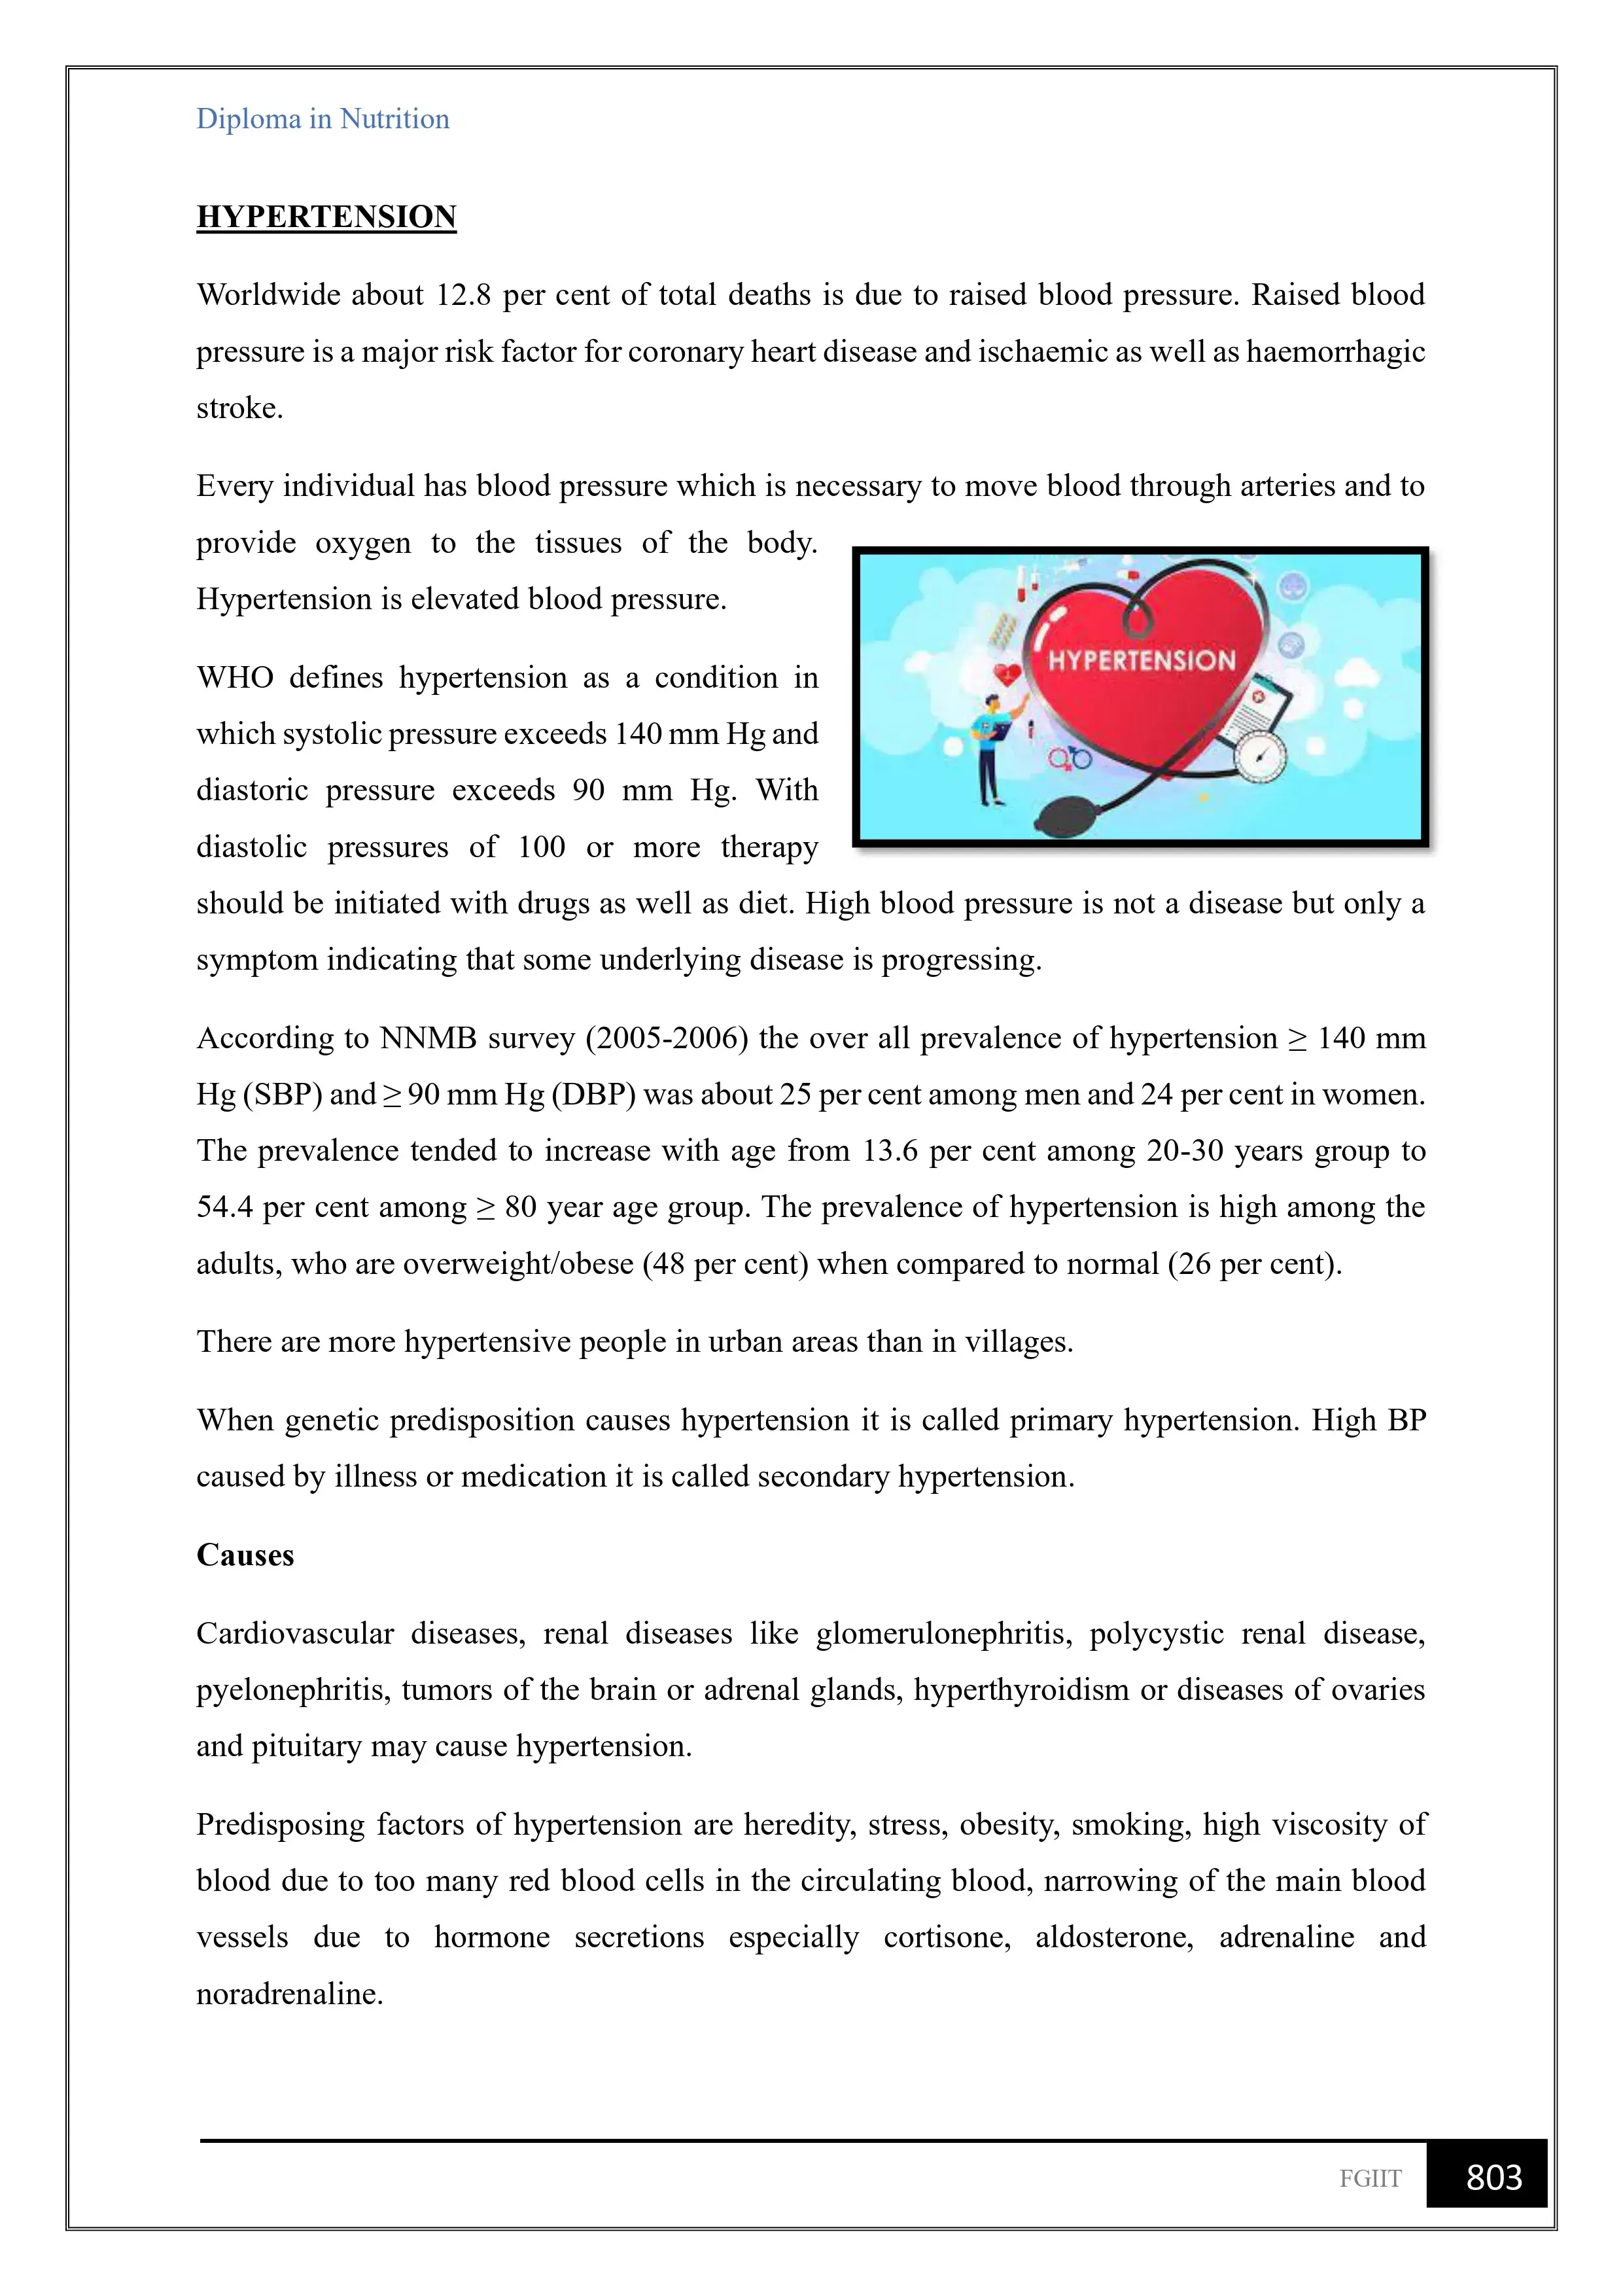 Diploma in Nutrition
HYPERTENSION
Worldwide about 12.8 per cent of total deaths is due to raised blood pressure. Raised blood
pressure is a major risk factor for coronary heart disease and ischaemic as well as haemorrhagic
stroke.
Every individual has blood pressure which is necessary to move blood through arteries and to
provide oxygen to the tissues of the body.
Hypertension is elevated blood pressure.
HYPERTENSION
WHO defines hypertension as a condition in
which systolic pressure exceeds 140 mm Hg and
diastoric pressure exceeds 90 mm Hg. With
diastolic pressures of 100 or more therapy
should be initiated with drugs as well as diet. High blood pressure is not a disease but only a
symptom indicating that some underlying disease is progressing.
According to NNMB survey (2005-2006) the over all prevalence of hypertension ≥ 140 mm
Hg (SBP) and ≥ 90 mm Hg (DBP) was about 25 per cent among men and 24 per cent in women.
The prevalence tended to increase with age from 13.6 per cent among 20-30 years group to
54.4 per cent among ≥ 80 year age group. The prevalence of hypertension is high among the
adults, who are overweight/obese (48 per cent) when compared to normal (26 per cent).
There are more hypertensive people in urban areas than in villages.
When genetic predisposition causes hypertension it is called primary hypertension. High BP
caused by illness or medication it is called secondary hypertension.
Causes
Cardiovascular diseases, renal diseases like glomerulonephritis, polycystic renal disease,
pyelonephritis, tumors of the brain or adrenal glands, hyperthyroidism or diseases of ovaries
and pituitary may cause hypertension.
Predisposing factors of hypertension are heredity, stress, obesity, smoking, high viscosity of
blood due to too many red blood cells in the circulating blood, narrowing of the main blood
vessels due to hormone secretions especially cortisone, aldosterone, adrenaline and
noradrenaline.
FGIIT 803